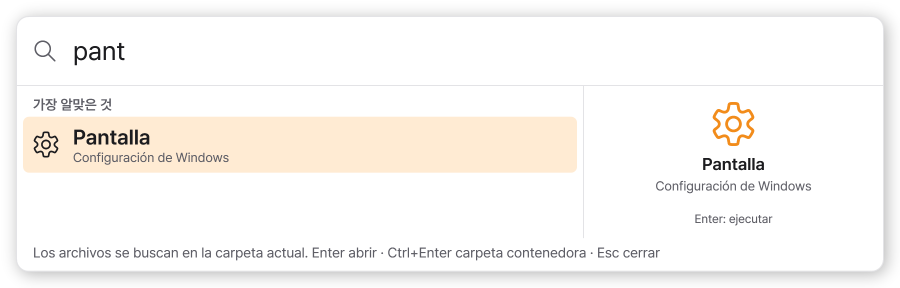 pant
가장 알맞은 것
Pantalla
Configuración de Windows
Pantalla
Configuración de Windows
Enter: ejecutar
Los archivos se buscan en la carpeta actual. Enter abrir · Ctrl+Enter carpeta contenedora · Esc cerrar